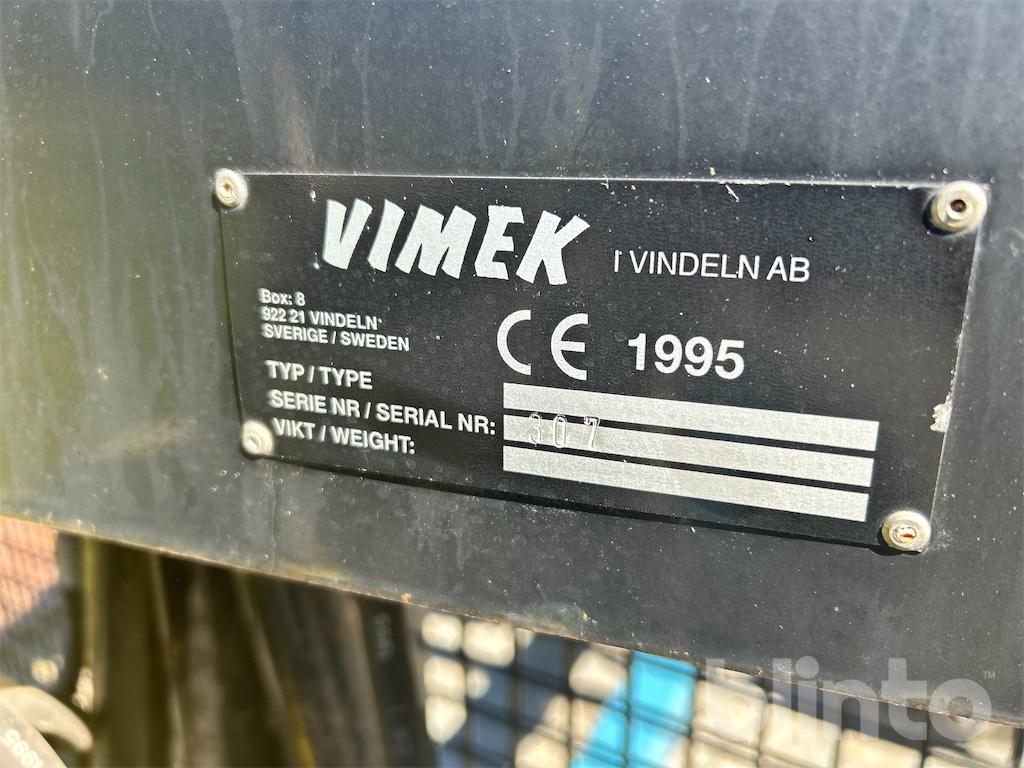 VIMEK I VINDELN AB
Box: 8
922 21 VINDELN
SVERIGE / SWEDEN
CE 1995
TYP / TYPE
SERIE NR / SERIAL NR: 307
VIKT / WEIGHT:
blinto™